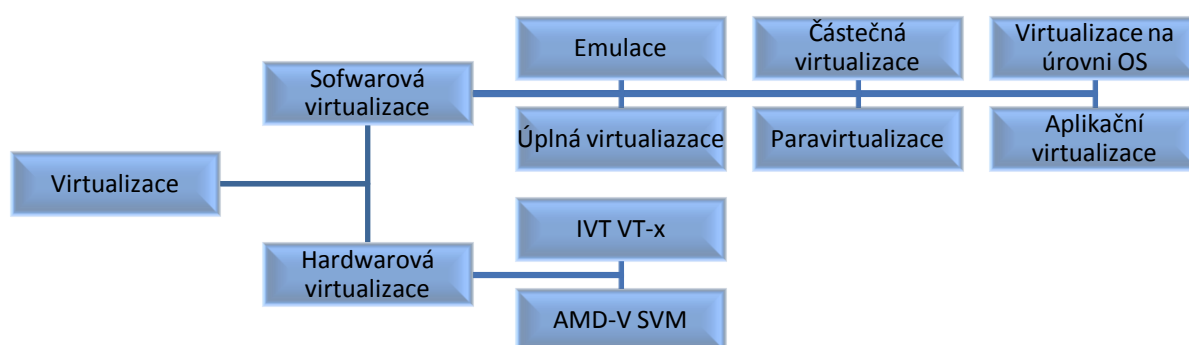 Virtualizace
Sofwarová
virtualizace
Emulace
Úplná virtualiazace
Částečná
virtualizace
Paravirtualizace
Virtualizace na
úrovni OS
Aplikační
virtualizace
Hardwarová
virtualizace
IVT VT-x
AMD-V SVM